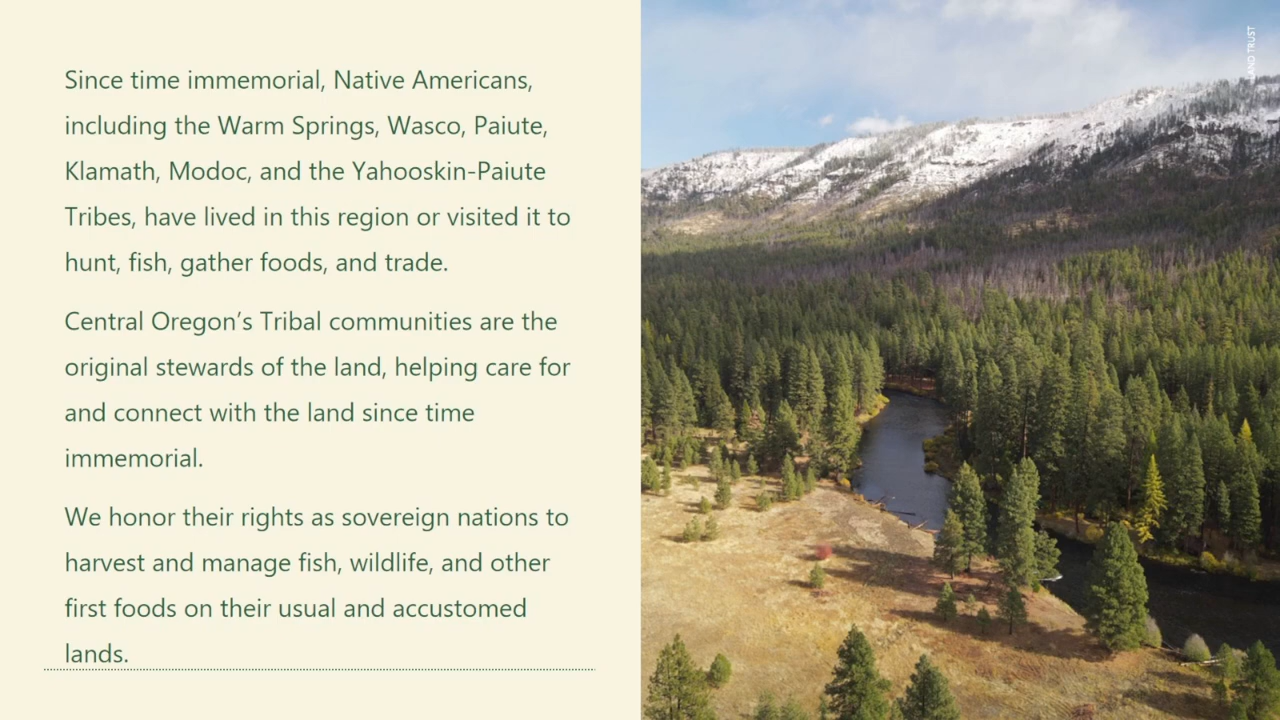 Since time immemorial, Native Americans,
including the Warm Springs, Wasco, Paiute,
Klamath, Modoc, and the Yahooskin-Paiute
Tribes, have lived in this region or visited it to
hunt, fish, gather foods, and trade.
Central Oregon’s Tribal communities are the
original stewards of the land, helping care for
and connect with the land since time
immemorial.
We honor their rights as sovereign nations to
harvest and manage fish, wildlife, and other
first foods on their usual and accustomed
lands.
LAND TRUST